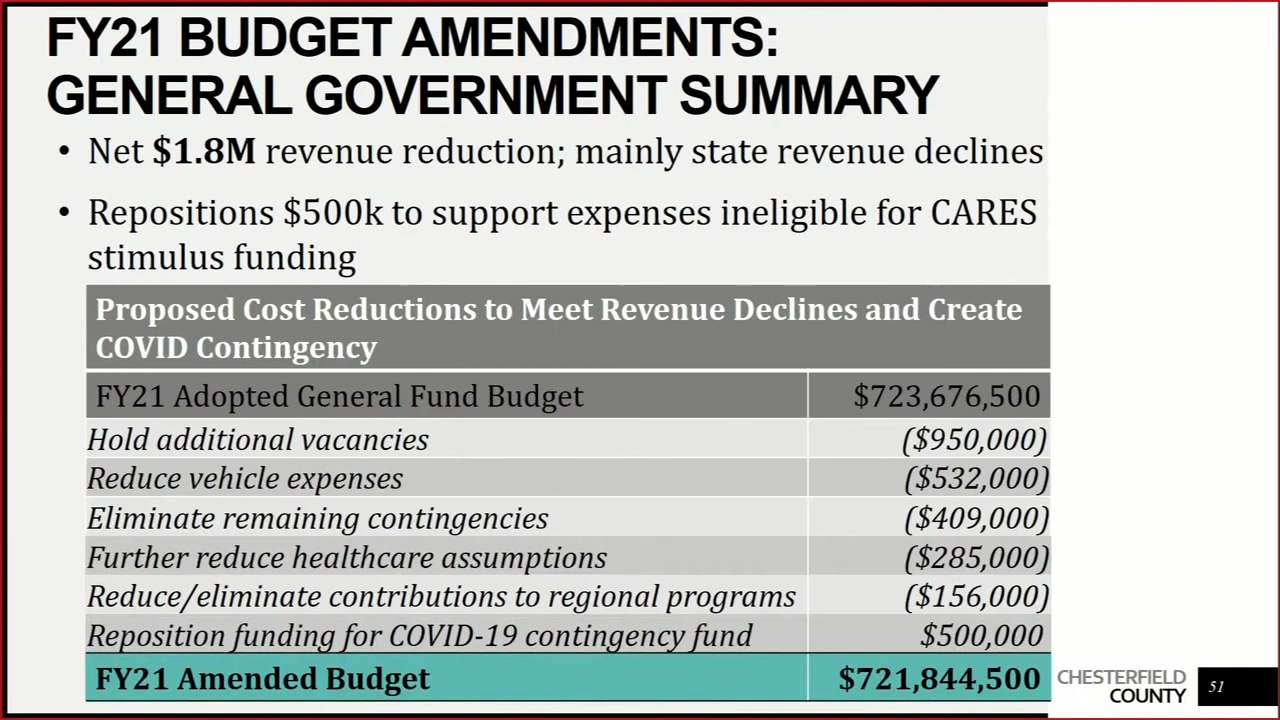 FY21 BUDGET AMENDMENTS:
GENERAL GOVERNMENT SUMMARY
• Net $1.8M revenue reduction; mainly state revenue declines
• Repositions $500k to support expenses ineligible for CARES
stimulus funding
Proposed Cost Reductions to Meet Revenue Declines and Create
COVID Contingency
FY21 Adopted General Fund Budget $723,676,500
Hold additional vacancies ($950,000)
Reduce vehicle expenses ($532,000)
Eliminate remaining contingencies ($409,000)
Further reduce healthcare assumptions ($285,000)
Reduce/eliminate contributions to regional programs ($156,000)
Reposition funding for COVID-19 contingency fund $500,000
FY21 Amended Budget $721,844,500
CHESTERFIELD
COUNTY
51